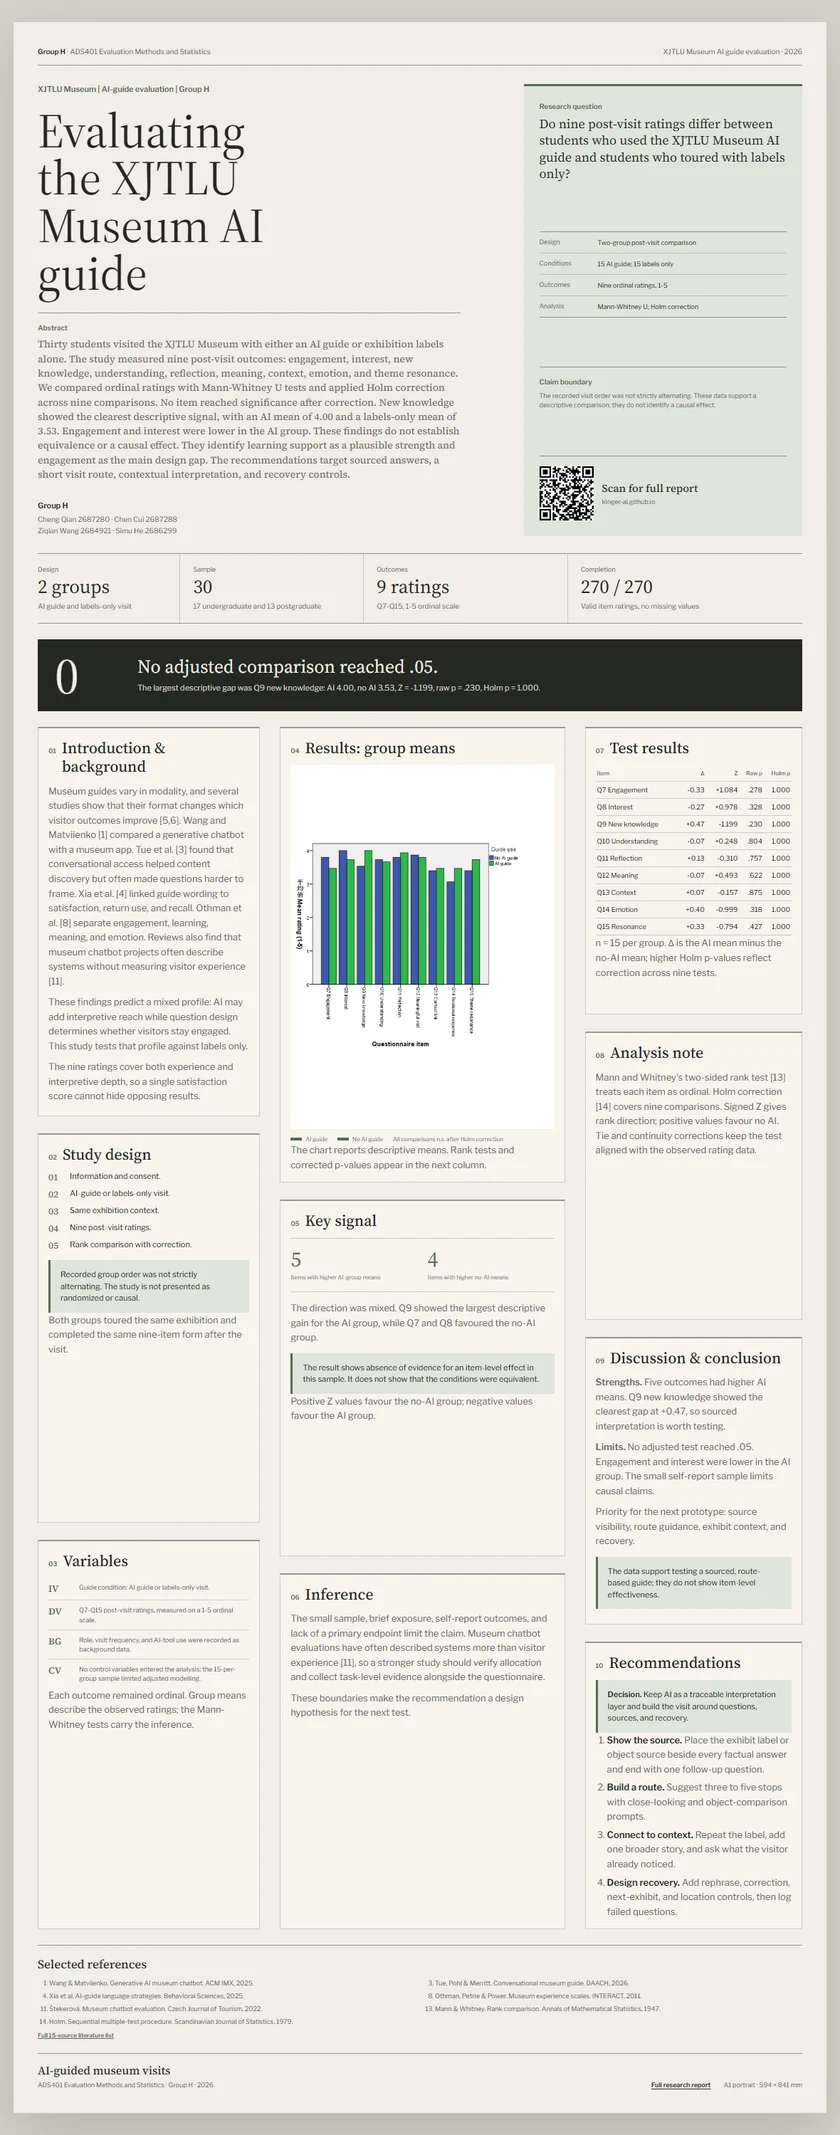 Group H · ADS401 Evaluation Methods and Statistics
XJTLU Museum AI guide evaluation · 2026
XJTLU Museum | AI-guide evaluation | Group H
Evaluating
the XJTLU
Museum AI
guide
Abstract
Thirty students visited the XJTLU Museum with either an AI guide or exhibition labels
alone. The study measured nine post-visit outcomes: engagement, interest, new
knowledge, understanding, reflection, meaning, context, emotion, and theme resonance.
We compared ordinal ratings with Mann-Whitney U tests and applied Holm correction
across nine comparisons. No item reached significance after correction. New knowledge
showed the clearest descriptive signal, with an AI mean of 4.00 and a labels-only mean of
3.53. Engagement and interest were lower in the AI group. These findings do not establish
equivalence or a causal effect. They identify learning support as a plausible strength and
engagement as the main design gap. The recommendations target sourced answers, a
short visit route, contextual interpretation, and recovery controls.
Group H
Cheng Qian 2687280 · Chen Cui 2687288
Ziqian Wang 2684921 · Simu He 2686299
Research question
Do nine post-visit ratings differ between
students who used the XJTLU Museum AI
guide and students who toured with labels
only?
Design Two-group post-visit comparison
Conditions 15 AI guide; 15 labels only
Outcomes Nine ordinal ratings, 1-5
Analysis Mann-Whitney U; Holm correction
Claim boundary
The recorded visit order was not strictly alternating. These data support a
descriptive comparison; they do not identify a causal effect.
Scan for full report
kinger-ai.github.io
Design
2 groups
AI guide and labels-only visit
Sample
30
17 undergraduate and 13 postgraduate
Outcomes
9 ratings
Q7-Q15, 1-5 ordinal scale
Completion
270 / 270
Valid item ratings, no missing values
0
No adjusted comparison reached .05.
The largest descriptive gap was Q9 new knowledge: AI 4.00, no AI 3.53, Z = -1.199, raw p = .230, Holm p = 1.000.
01 Introduction &
background
Museum guides vary in modality, and several
studies show that their format changes which
visitor outcomes improve [5,6]. Wang and
Matviienko [1] compared a generative chatbot
with a museum app. Tue et al. [3] found that
conversational access helped content
discovery but often made questions harder to
frame. Xia et al. [4] linked guide wording to
satisfaction, return use, and recall. Othman et
al. [8] separate engagement, learning,
meaning, and emotion. Reviews also find that
museum chatbot projects often describe
systems without measuring visitor experience
[11].
These findings predict a mixed profile: AI may
add interpretive reach while question design
determines whether visitors stay engaged.
This study tests that profile against labels only.
The nine ratings cover both experience and
interpretive depth, so a single satisfaction
score cannot hide opposing results.
02 Study design
01 Information and consent.
02 AI-guide or labels-only visit.
03 Same exhibition context.
04 Nine post-visit ratings.
05 Rank comparison with correction.
Recorded group order was not strictly
alternating. The study is not presented as
randomized or causal.
Both groups toured the same exhibition and
completed the same nine-item form after the
visit.
03 Variables
IV Guide condition: AI guide or labels-only visit.
DV Q7-Q15 post-visit ratings, measured on a 1-5 ordinal
scale.
BG Role, visit frequency, and AI-tool use were recorded as
background data.
CV No control variables entered the analysis; the 15-per-
group sample limited adjusted modelling.
Each outcome remained ordinal. Group means
describe the observed ratings; the Mann-
Whitney tests carry the inference.
04 Results: group means
平均值 Mean rating (1-5)
4
3
2
1
0
Guide use
No AI guide
AI guide
Q7 Engagement
Q8 Interest
Q9 New knowledge
Q10 Understanding
Q11 Reflection
Q12 Meaningful visit
Q13 Context link
Q14 Emotional response
Q15 Theme resonance
Questionnaire item
AI guide No AI guide All comparisons n.s. after Holm correction
The chart reports descriptive means. Rank tests and
corrected p-values appear in the next column.
05 Key signal
5
Items with higher AI-group means
4
Items with higher no-AI means
The direction was mixed. Q9 showed the largest descriptive
gain for the AI group, while Q7 and Q8 favoured the no-AI
group.
The result shows absence of evidence for an item-level effect in
this sample. It does not show that the conditions were equivalent.
Positive Z values favour the no-AI group; negative values
favour the AI group.
06 Inference
The small sample, brief exposure, self-report outcomes, and
lack of a primary endpoint limit the claim. Museum chatbot
evaluations have often described systems more than visitor
experience [11], so a stronger study should verify allocation
and collect task-level evidence alongside the questionnaire.
These boundaries make the recommendation a design
hypothesis for the next test.
07 Test results
Item Δ Z Raw p Holm p
Q7 Engagement -0.33 +1.084 .278 1.000
Q8 Interest -0.27 +0.978 .328 1.000
Q9 New knowledge +0.47 -1.199 .230 1.000
Q10 Understanding -0.07 +0.248 .804 1.000
Q11 Reflection +0.13 -0.310 .757 1.000
Q12 Meaning -0.07 +0.493 .622 1.000
Q13 Context +0.07 -0.157 .875 1.000
Q14 Emotion +0.40 -0.999 .318 1.000
Q15 Resonance +0.33 -0.794 .427 1.000
n = 15 per group. Δ is the AI mean minus the
no-AI mean; higher Holm p-values reflect
correction across nine tests.
08 Analysis note
Mann and Whitney's two-sided rank test [13]
treats each item as ordinal. Holm correction
[14] covers nine comparisons. Signed Z gives
rank direction; positive values favour no AI.
Tie and continuity corrections keep the test
aligned with the observed rating data.
09 Discussion & conclusion
Strengths. Five outcomes had higher AI
means. Q9 new knowledge showed the
clearest gap at +0.47, so sourced
interpretation is worth testing.
Limits. No adjusted test reached .05.
Engagement and interest were lower in the AI
group. The small self-report sample limits
causal claims.
Priority for the next prototype: source
visibility, route guidance, exhibit context, and
recovery.
The data support testing a sourced, route-
based guide; they do not show item-level
effectiveness.
10 Recommendations
Decision. Keep AI as a traceable interpretation
layer and build the visit around questions,
sources, and recovery.
1. Show the source. Place the exhibit label or
object source beside every factual answer
and end with one follow-up question.
2. Build a route. Suggest three to five stops
with close-looking and object-comparison
prompts.
3. Connect to context. Repeat the label, add
one broader story, and ask what the visitor
already noticed.
4. Design recovery. Add rephrase, correction,
next-exhibit, and location controls, then log
failed questions.
Selected references
1. Wang & Matviienko. Generative AI museum chatbot. ACM IMX, 2025.
3. Tue, Pohl & Merritt. Conversational museum guide. DAACH, 2026.
4. Xia et al. AI-guide language strategies. Behavioral Sciences, 2025.
8. Othman, Petrie & Power. Museum experience scales. INTERACT, 2011.
11. Štekerová. Museum chatbot evaluation. Czech Journal of Tourism, 2022.
13. Mann & Whitney. Rank comparison. Annals of Mathematical Statistics, 1947.
14. Holm. Sequential multiple-test procedure. Scandinavian Journal of Statistics, 1979.
Full 15-source literature list
AI-guided museum visits
ADS401 Evaluation Methods and Statistics · Group H · 2026
Full research report
A1 portrait · 594 × 841 mm